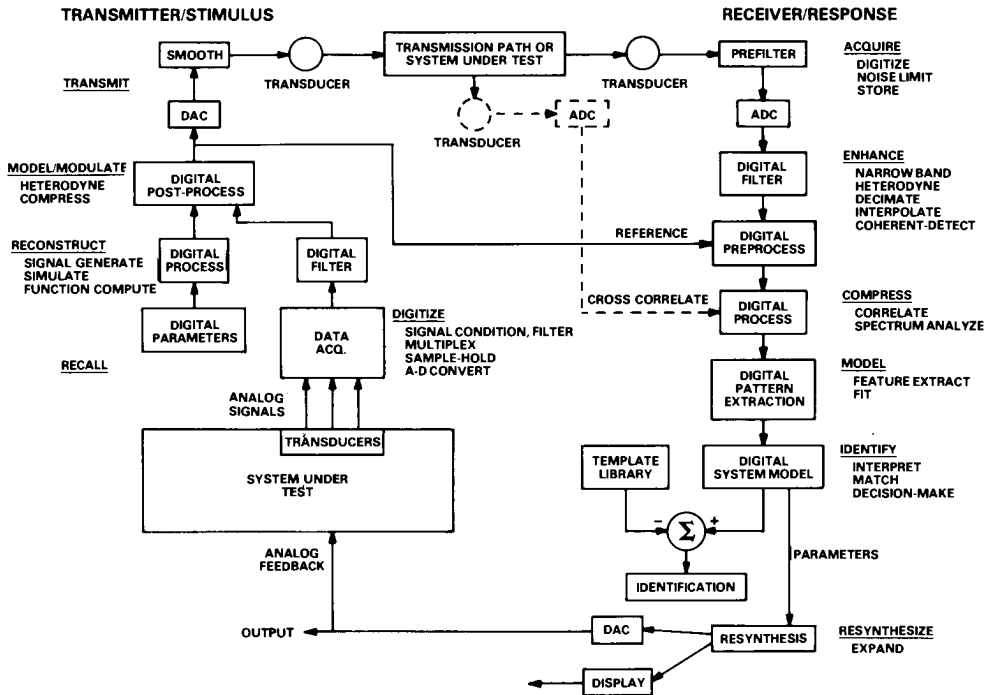 TRANSMITTER/STIMULUS
RECEIVER/RESPONSE
SMOOTH
TRANSDUCER
TRANSMISSION PATH OR
SYSTEM UNDER TEST
TRANSDUCER
PREFILTER
ACQUIRE
DIGITIZE
NOISE LIMIT
STORE
TRANSMIT
DAC
TRANSDUCER
ADC
ADC
MODEL/MODULATE
HETERODYNE
COMPRESS
DIGITAL
POST-PROCESS
DIGITAL
FILTER
ENHANCE
NARROW BAND
HETERODYNE
DECIMATE
INTERPOLATE
COHERENT-DETECT
RECONSTRUCT
SIGNAL GENERATE
SIMULATE
FUNCTION COMPUTE
DIGITAL
PROCESS
DIGITAL
FILTER
REFERENCE
DIGITAL
PREPROCESS
DIGITAL
PARAMETERS
DATA
ACQ.
DIGITIZE
SIGNAL CONDITION, FILTER
MULTIPLEX
SAMPLE-HOLD
A-D CONVERT
CROSS CORRELATE
DIGITAL
PROCESS
COMPRESS
CORRELATE
SPECTRUM ANALYZE
RECALL
DIGITAL
PATTERN
EXTRACTION
MODEL
FEATURE EXTRACT
FIT
ANALOG
SIGNALS
TRANSDUCERS
SYSTEM UNDER
TEST
TEMPLATE
LIBRARY
DIGITAL
SYSTEM MODEL
IDENTIFY
INTERPRET
MATCH
DECISION-MAKE
− Σ +
PARAMETERS
ANALOG
FEEDBACK
IDENTIFICATION
OUTPUT
DAC
RESYNTHESIS
RESYNTHESIZE
EXPAND
DISPLAY